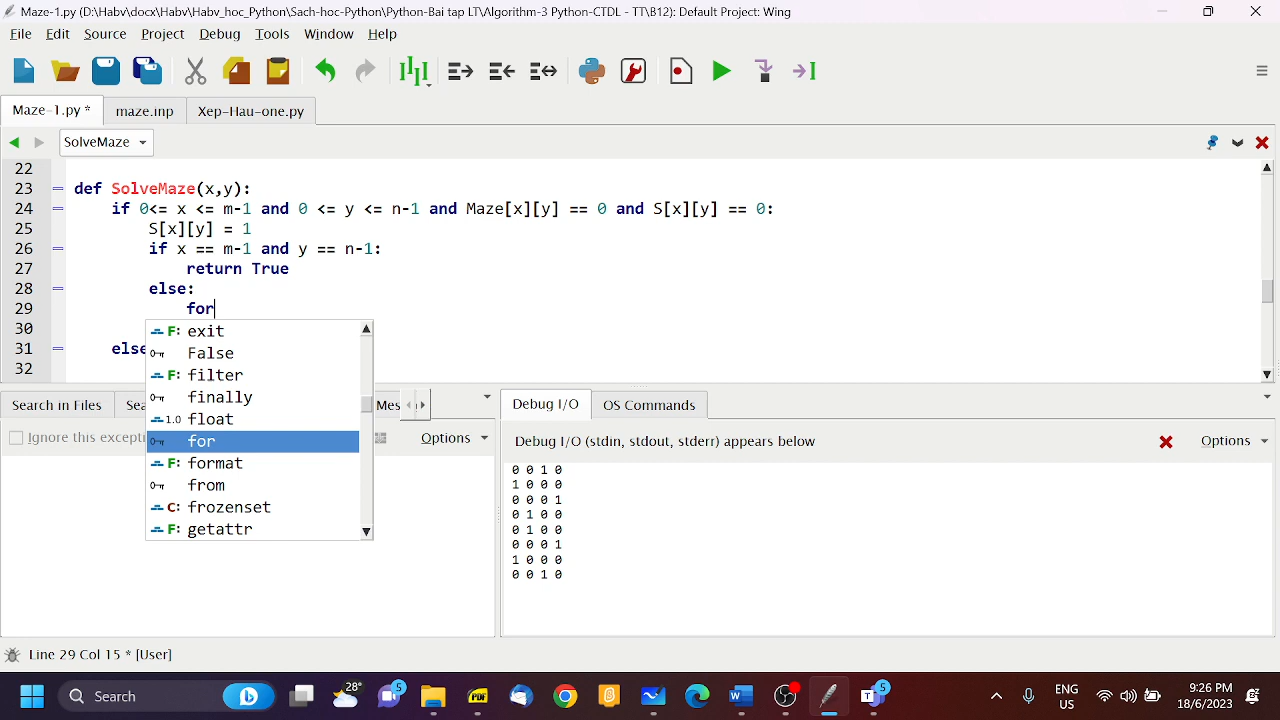 Maze-1.py (D:\Habv\docx\Habv\Habv_hoc_Python\Sach-hoc-Python\Python-Bai tap LT\Algorithm-3 Python-CTDL - TT\B12): Default Project: Wing
File Edit Source Project Debug Tools Window Help
Maze-1.py * maze.inp Xep-Hau-one.py
SolveMaze
22
23 def SolveMaze(x,y):
24 if 0<= x <= m-1 and 0 <= y <= n-1 and Maze[x][y] == 0 and S[x][y] == 0:
25 S[x][y] = 1
26 if x == m-1 and y == n-1:
27 return True
28 else:
29 for
30
31 else
32
F: exit
False
F: filter
finally
1.0 float
for
F: format
from
C: frozenset
F: getattr
Search in Files Sea Mes
Ignore this excepti Options
Debug I/O OS Commands
Debug I/O (stdin, stdout, stderr) appears below Options
0 0 1 0
1 0 0 0
0 0 0 1
0 1 0 0
0 1 0 0
0 0 0 1
1 0 0 0
0 0 1 0
Line 29 Col 15 * [User]
Search 28° 5 5 ENG US 9:26 PM 18/6/2023